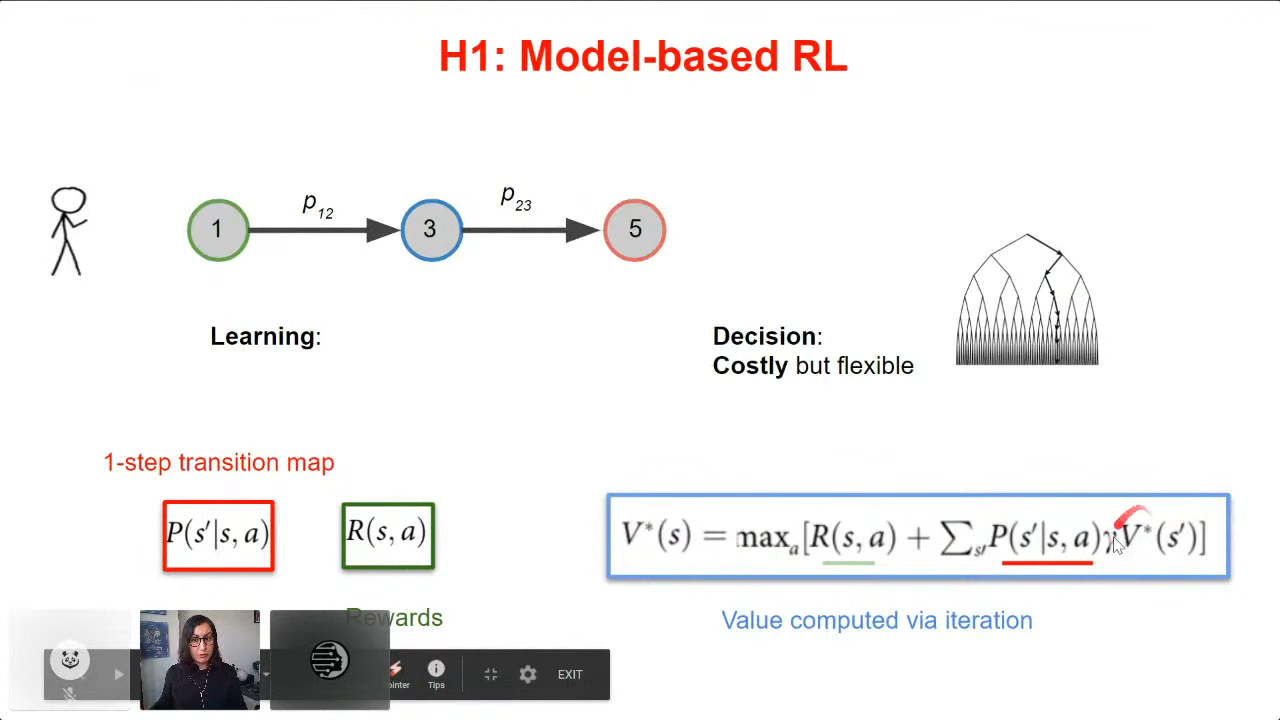 H1: Model-based RL
p12
p23
1
3
5
Learning:
Decision:
Costly but flexible
1-step transition map
P(s′|s, a)
R(s, a)
V*(s) = maxₐ[R(s, a) + ∑s′ P(s′|s, a)γV*(s′)]
Rewards
Value computed via iteration
Tips
EXIT